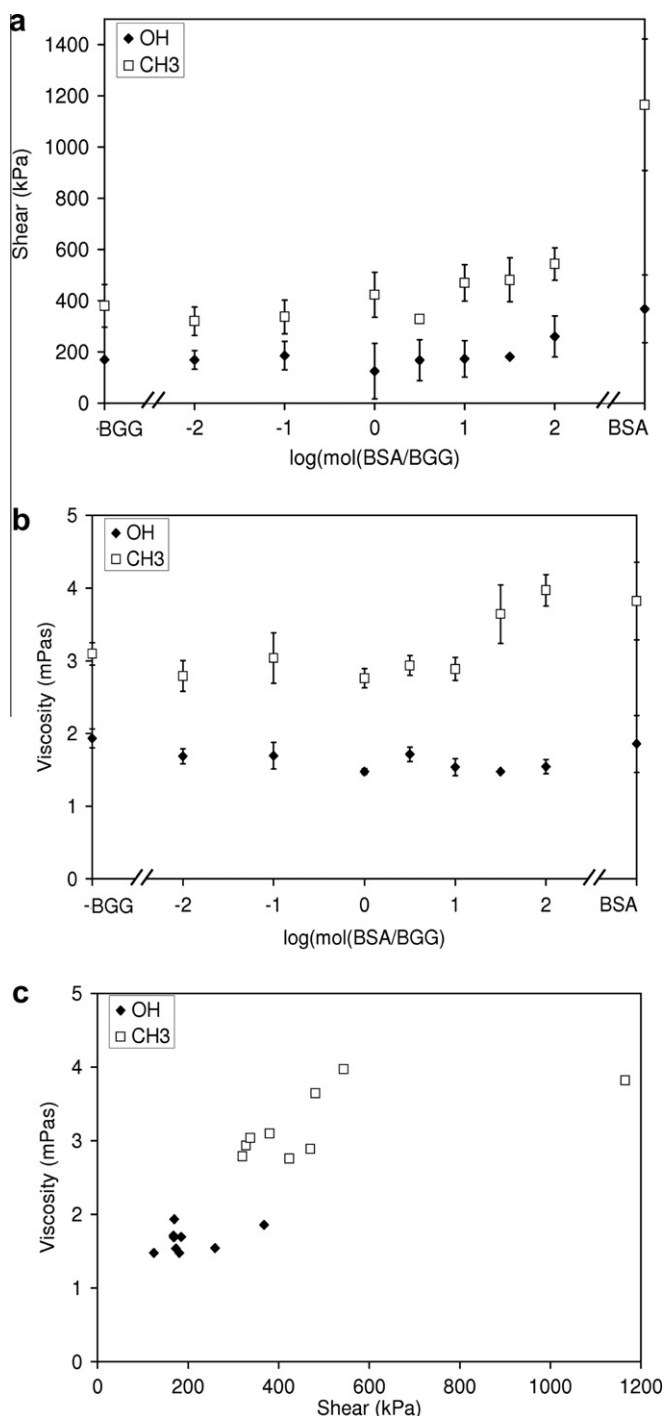 a
OH
CH3
1400
1200
1000
800
600
400
200
0
Shear (kPa)
-BGG -2 -1 0 1 2 BSA
log(mol(BSA/BGG)
b
OH
CH3
5
4
3
2
1
0
Viscosity (mPas)
-BGG -2 -1 0 1 2 BSA
log(mol(BSA/BGG)
c
OH
CH3
5
4
3
2
1
0
Viscosity (mPas)
0 200 400 600 800 1000 1200
Shear (kPa)